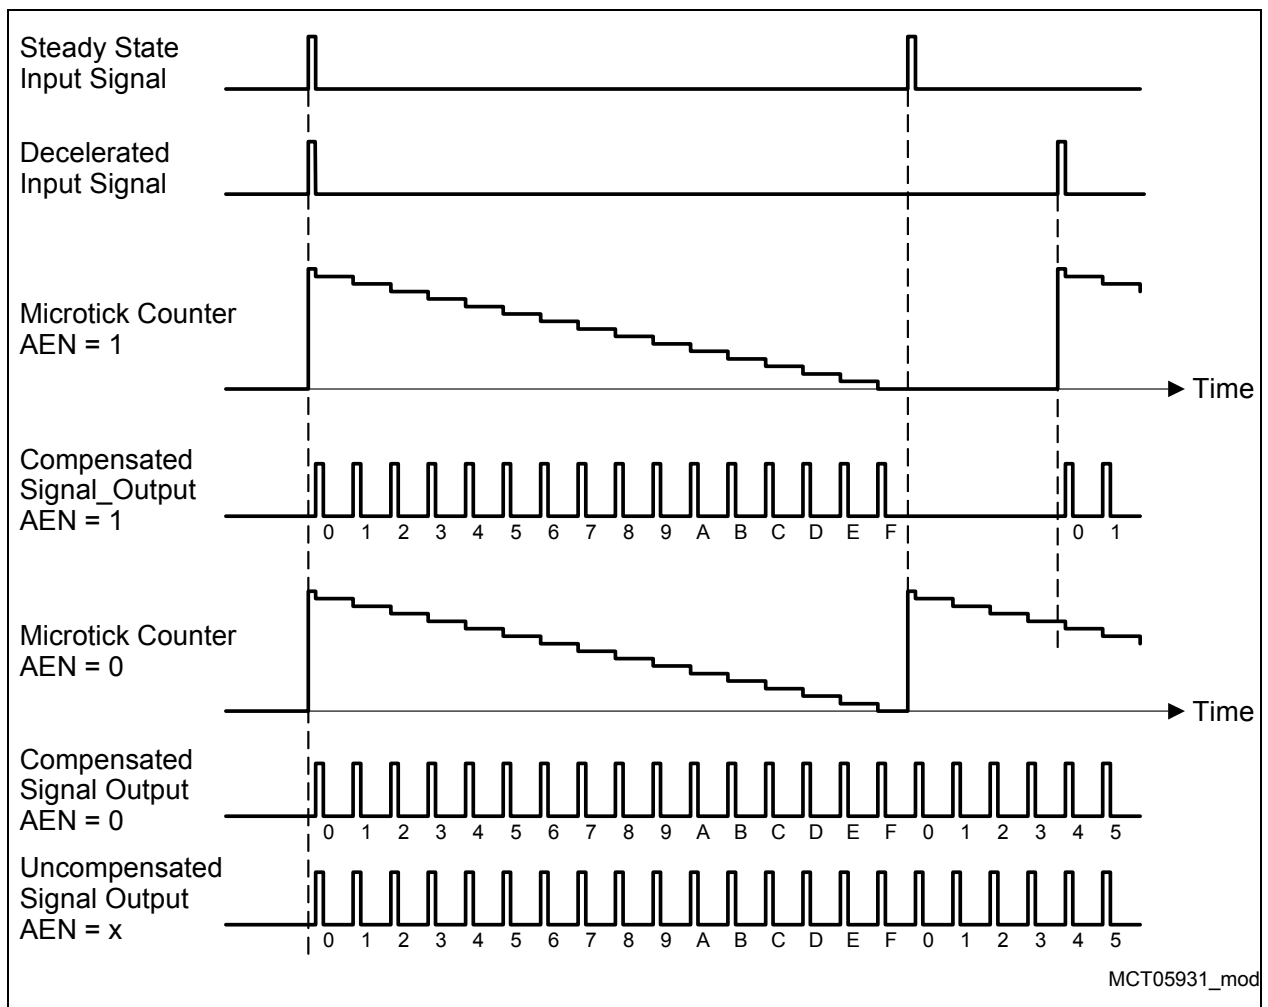 Steady State
Input Signal
Decelerated
Input Signal
Microtick Counter
AEN = 1
Time
Compensated
Signal_Output
AEN = 1
0 1 2 3 4 5 6 7 8 9 A B C D E F 0 1
Microtick Counter
AEN = 0
Time
Compensated
Signal Output
AEN = 0
0 1 2 3 4 5 6 7 8 9 A B C D E F 0 1 2 3 4 5
Uncompensated
Signal Output
AEN = x
0 1 2 3 4 5 6 7 8 9 A B C D E F 0 1 2 3 4 5
MCT05931_mod